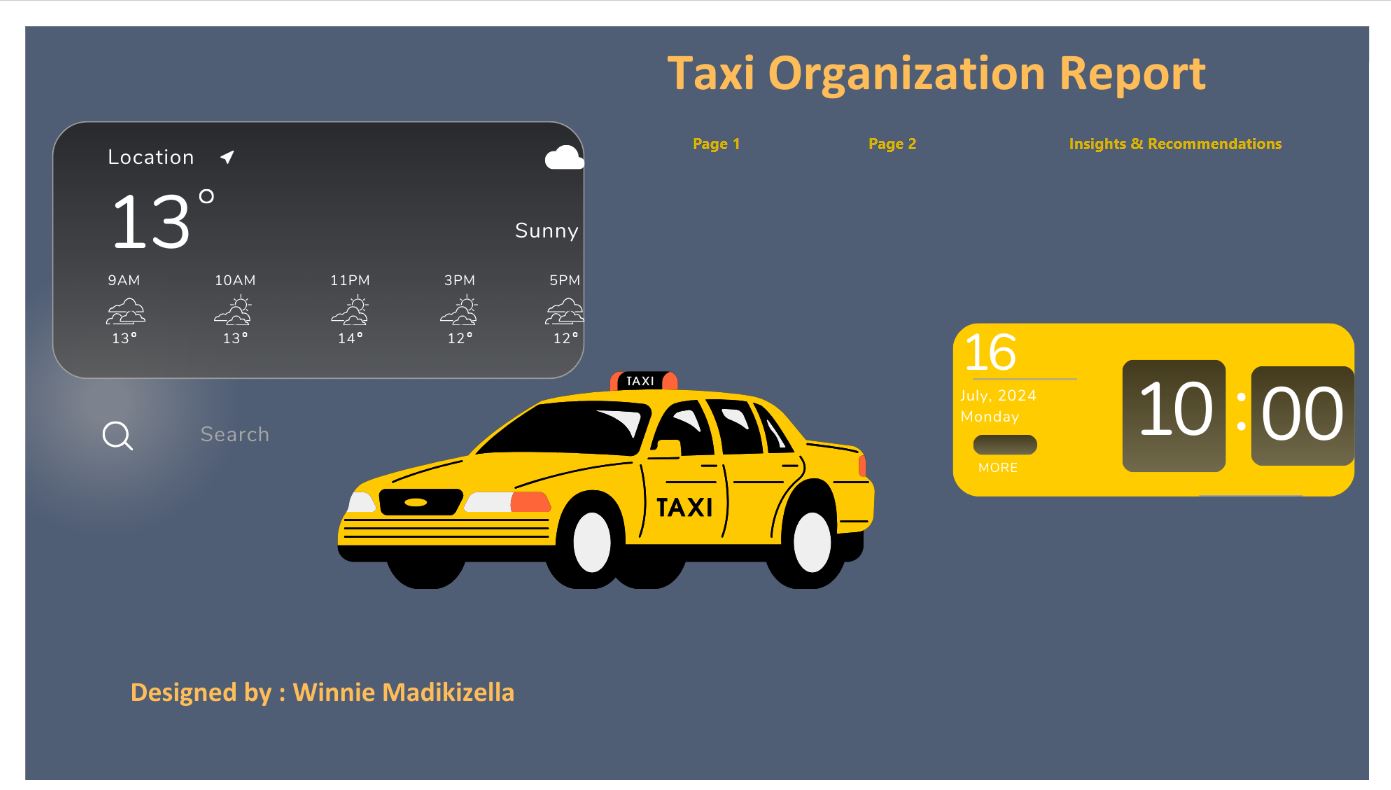 Taxi Organization Report
Page 1 Page 2 Insights & Recommendations
Location
13°
Sunny
9AM 10AM 11PM 3PM 5PM
13° 13° 14° 12° 12°
Search
TAXI
TAXI
16
July, 2024
Monday
MORE
10:00
Designed by : Winnie Madikizella